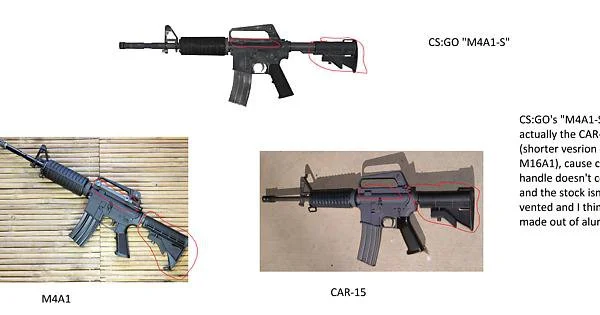 CS:GO "M4A1-S"
CS:GO's "M4A1-S
actually the CAR-
(shorter vesrion
M16A1), cause c
handle doesn't c
and the stock isn
vented and I thin
made out of alu
M4A1
CAR-15